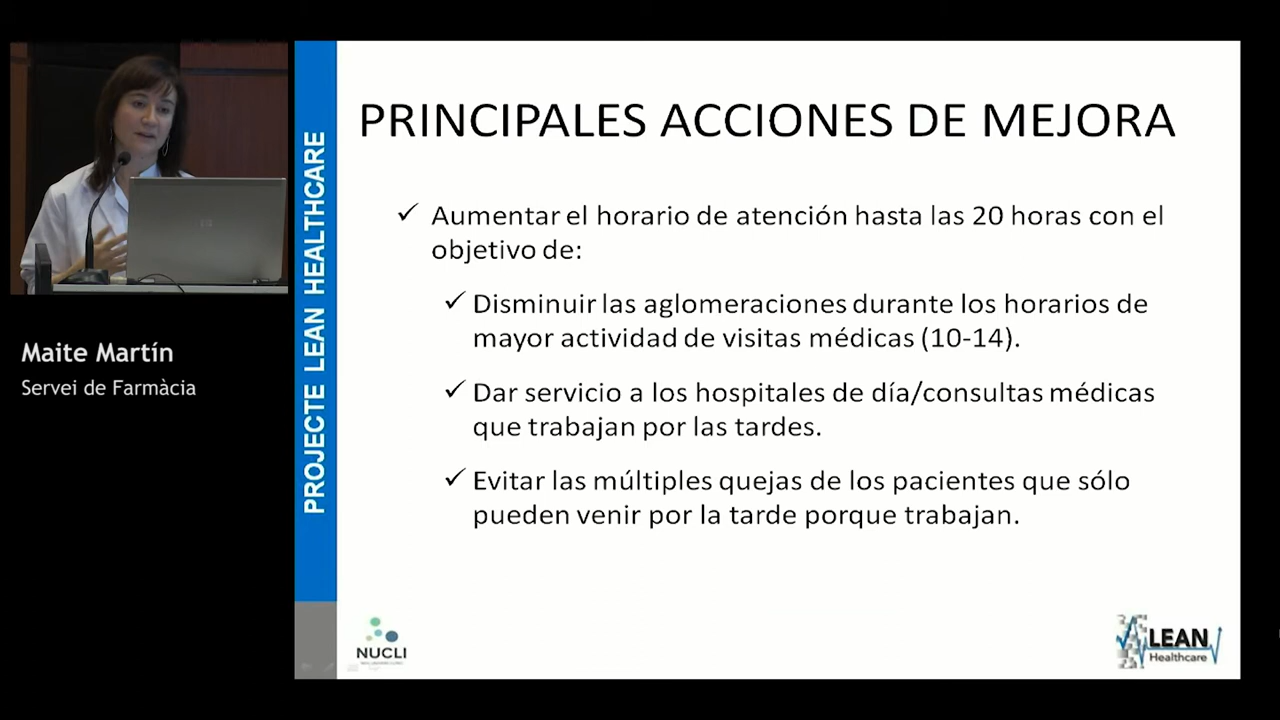 PRINCIPALES ACCIONES DE MEJORA
Aumentar el horario de atención hasta las 20 horas con el
objetivo de:
Disminuir las aglomeraciones durante los horarios de
mayor actividad de visitas médicas (10-14).
Dar servicio a los hospitales de día/consultas médicas
que trabajan por las tardes.
Evitar las múltiples quejas de los pacientes que sólo
pueden venir por la tarde porque trabajan.
PROJECTE LEAN HEALTHCARE
Maite Martín
Servei de Farmàcia
NUCLI
LEAN
Healthcare